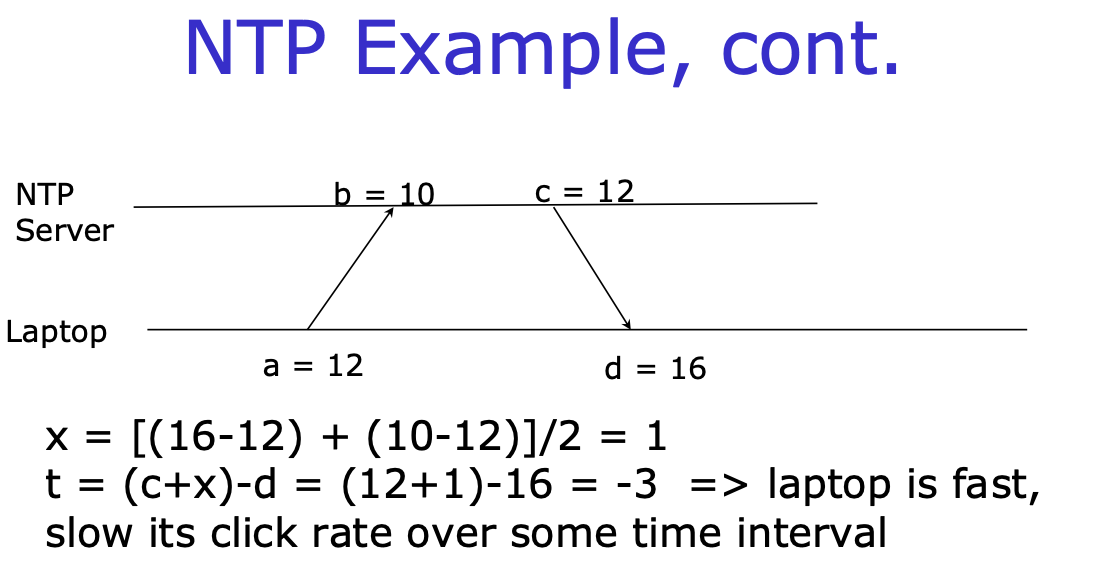 NTP Example, cont.
NTP
Server
b = 10
c = 12
Laptop
a = 12
d = 16
x = [(16-12) + (10-12)]/2 = 1
t = (c+x)-d = (12+1)-16 = -3 => laptop is fast,
slow its click rate over some time interval